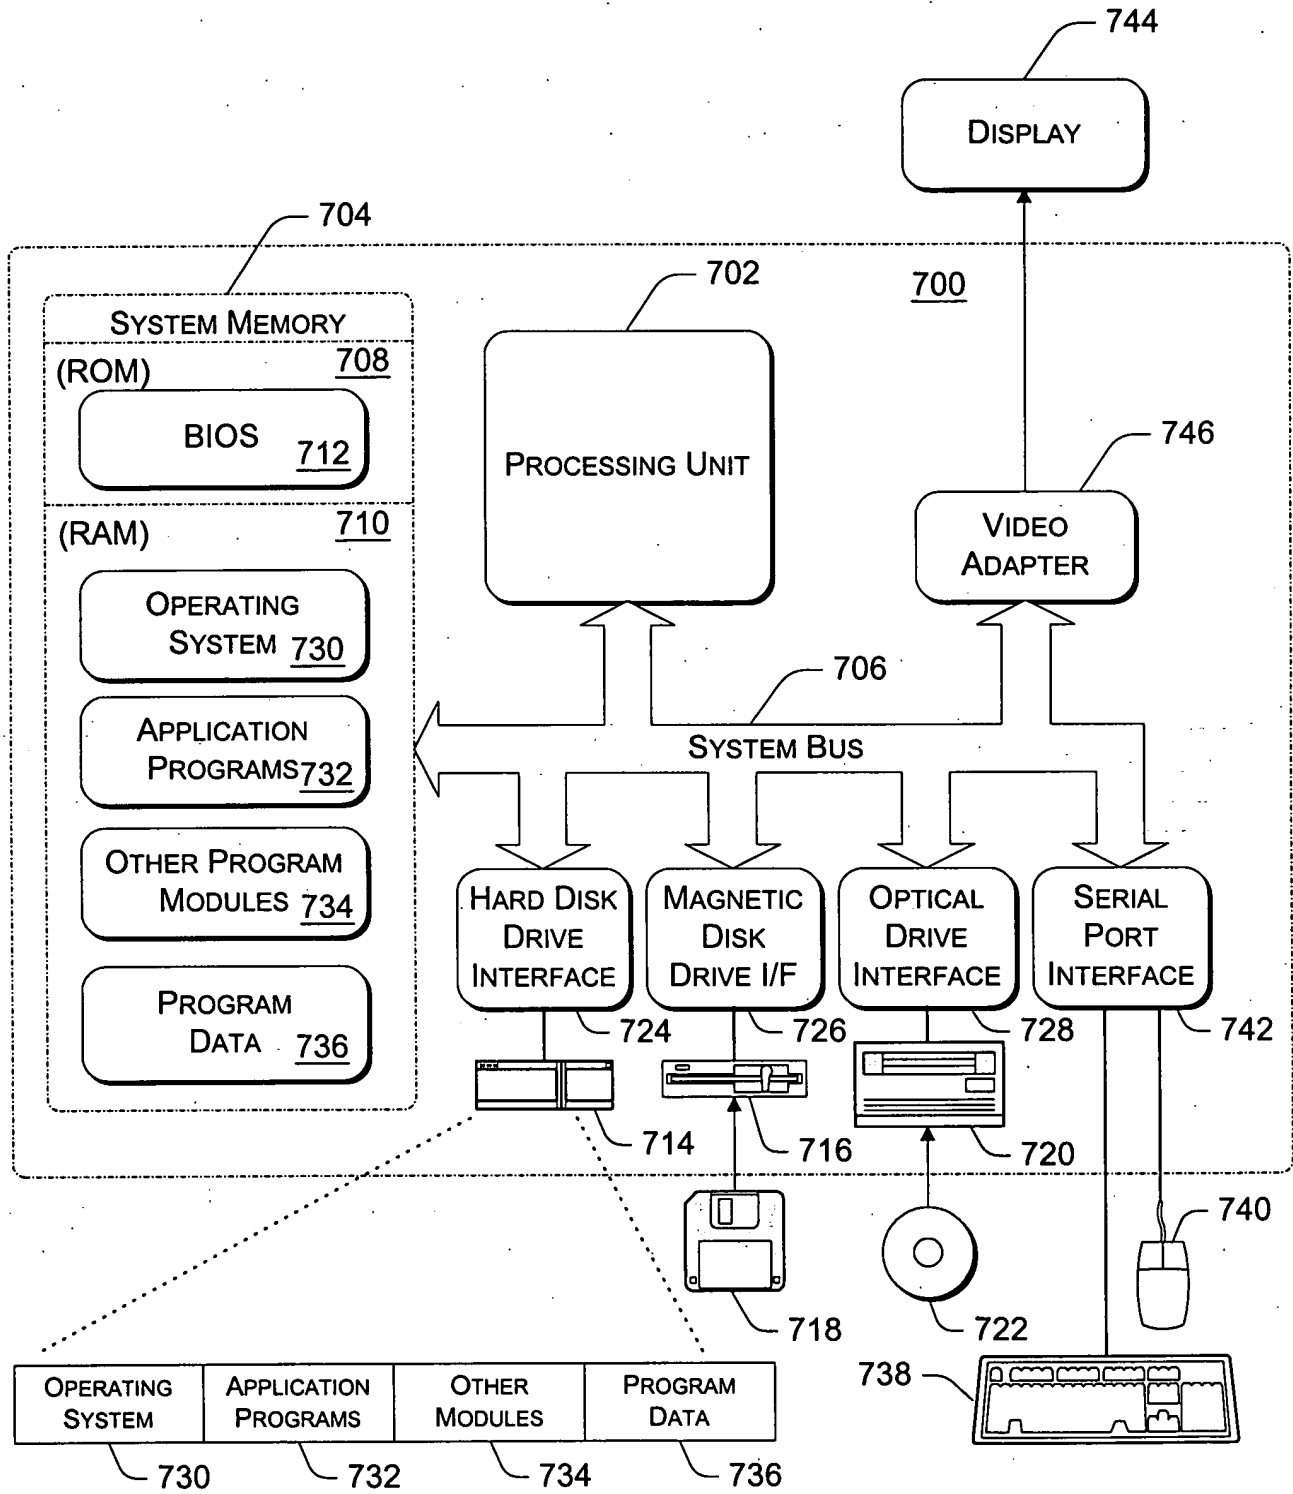 744
DISPLAY
704
702
700
SYSTEM MEMORY
(ROM) 708
BIOS 712
PROCESSING UNIT
746
VIDEO
ADAPTER
(RAM) 710
OPERATING
SYSTEM 730
706
SYSTEM BUS
APPLICATION
PROGRAMS 732
OTHER PROGRAM
MODULES 734
PROGRAM
DATA 736
HARD DISK
DRIVE
INTERFACE
MAGNETIC
DISK
DRIVE I/F
OPTICAL
DRIVE
INTERFACE
SERIAL
PORT
INTERFACE
724
726
728
742
714
716
720
740
718
722
738
OPERATING
SYSTEM
APPLICATION
PROGRAMS
OTHER
MODULES
PROGRAM
DATA
730
732
734
736